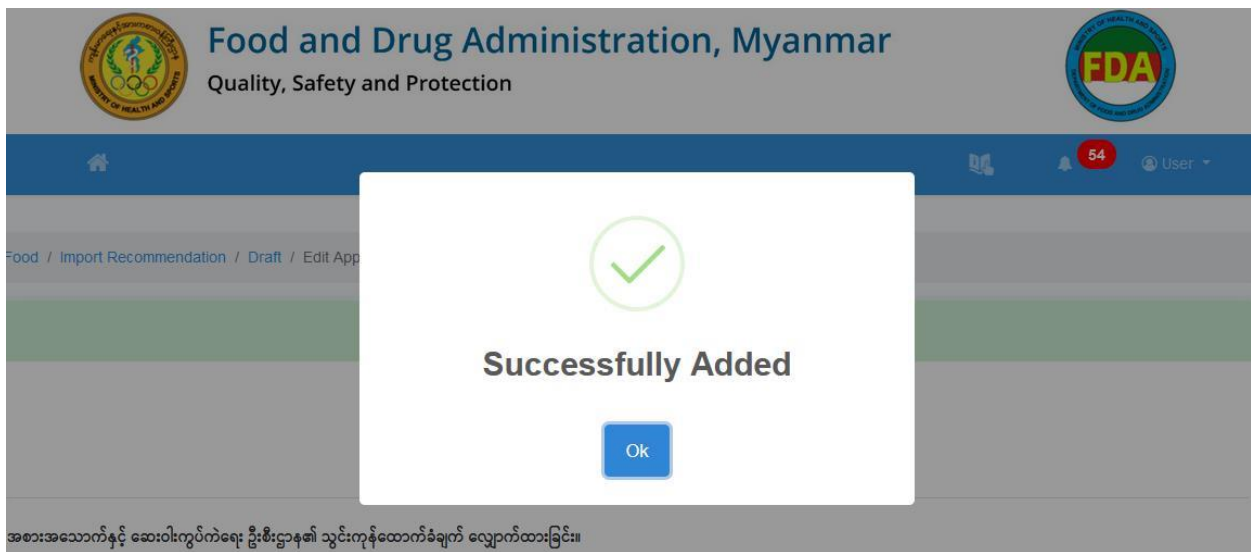 Food and Drug Administration, Myanmar
Quality, Safety and Protection
FDA
54
User
Food / Import Recommendation / Draft / Edit App
Successfully Added
Ok
အစားအသောက်နှင့် ဆေးဝါးကွပ်ကဲရေး ဦးစီးဌာန၏ သွင်းကုန်ထောက်ခံချက် လျှောက်ထားခြင်း။